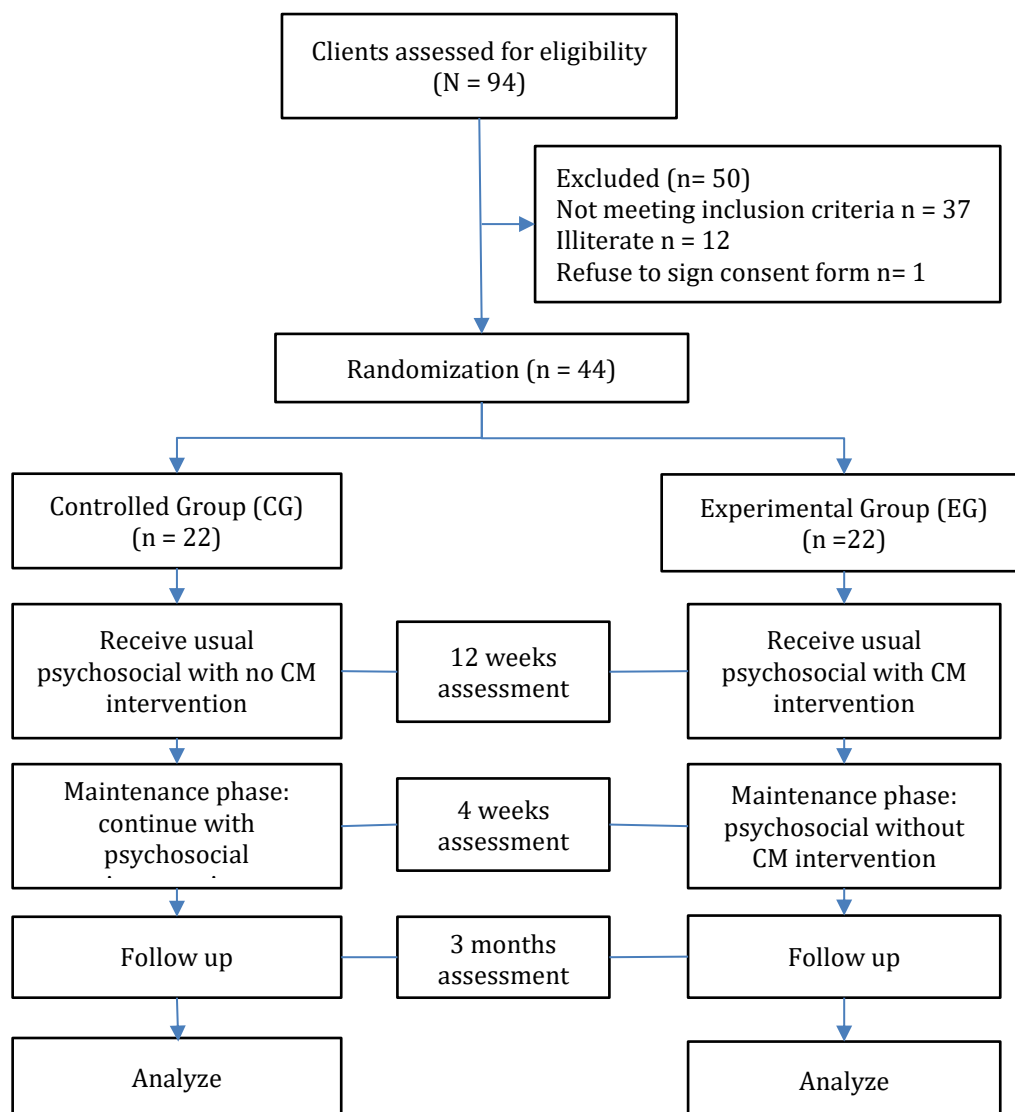 Clients assessed for eligibility
(N = 94)
Excluded (n= 50)
Not meeting inclusion criteria n = 37
Illiterate n = 12
Refuse to sign consent form n= 1
Randomization (n = 44)
Controlled Group (CG)
(n = 22)
Experimental Group (EG)
(n =22)
Receive usual
psychosocial with no CM
intervention
12 weeks
assessment
Receive usual
psychosocial with CM
intervention
Maintenance phase:
continue with
psychosocial
4 weeks
assessment
Maintenance phase:
psychosocial without
CM intervention
Follow up
3 months
assessment
Follow up
Analyze
Analyze